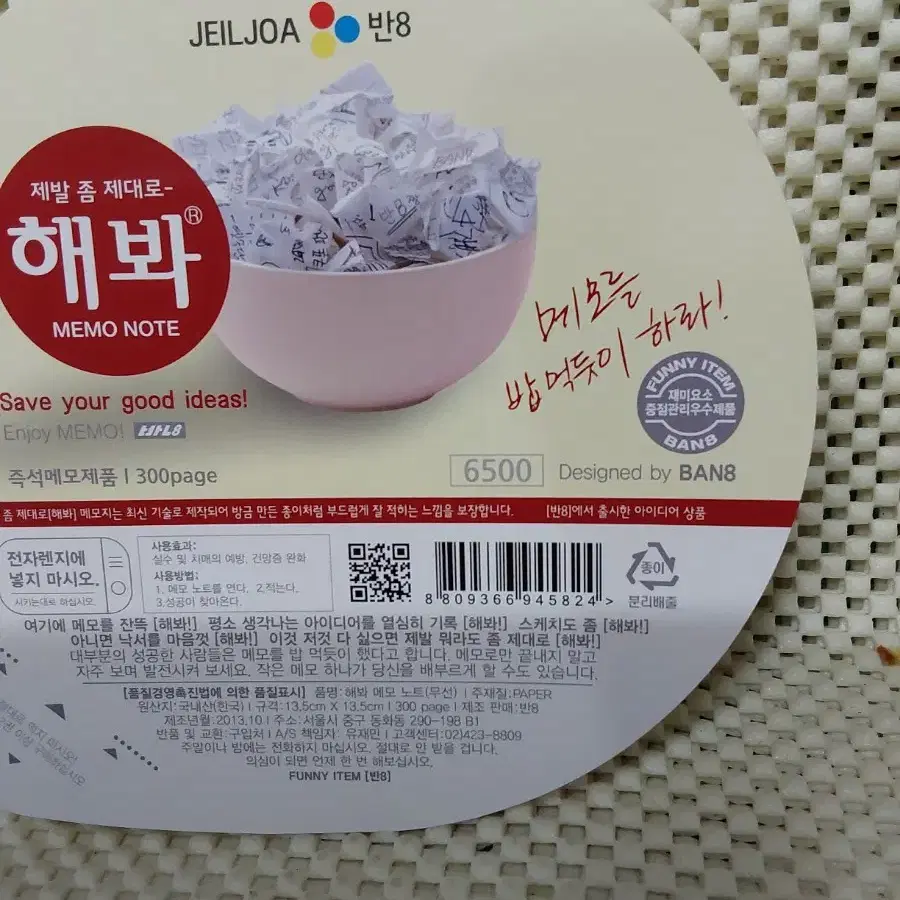 JEILJOA 반8
제발 좀 제대로-
해봐®
MEMO NOTE
메모를
밥 먹듯이 하라!
FUNNY ITEM
재미요소
중점관리우수제품
BAN8
Save your good ideas!
Enjoy MEMO! 바나8
즉석메모제품 | 300page
6500 Designed by BAN8
좀 제대로[해봐] 메모지는 최신 기술로 제작되어 방금 만든 종이처럼 부드럽게 잘 적히는 느낌을 보장합니다. [반8]에서 출시한 아이디어 상품
전자렌지에
넣지 마시오.
시키는대로 하십시오.
사용효과:
실수 및 치매의 예방, 건망증 완화
사용방법:
1. 메모 노트를 연다. 2.적는다.
3.성공이 찾아온다.
8 809366 945824 >
종이
분리배출
여기에 메모를 잔뜩 [해봐!] 평소 생각나는 아이디어를 열심히 기록 [해봐!] 스케치도 좀 [해봐!]
아니면 낙서를 마음껏 [해봐!] 이것 저것 다 싫으면 제발 뭐라도 좀 제대로 [해봐!]
대부분의 성공한 사람들은 메모를 밥 먹듯이 했다고 합니다. 메모로만 끝내지 말고
자주 보며 발전시켜 보세요. 작은 메모 하나가 당신을 배부르게 할 수도 있습니다.
[품질경영촉진법에 의한 품질표시] 품명: 해봐 메모 노트(무선) | 주재질:PAPER
원산지: 국내산(한국) | 규격: 13,5cm X 13,5cm | 300 page | 제조 판매: 반8
제조년월:2013.10 | 주소: 서울시 중구 동화동 290-198 B1
반품 및 교환: 구입처 | A/S 책임자: 유재민 | 고객센터:02)423-8809
주말이나 밤에는 전화하지 마십시오. 절대로 안 받을 겁니다.
의심이 되면 언제 한 번 해보십시오.
FUNNY ITEM [반8]